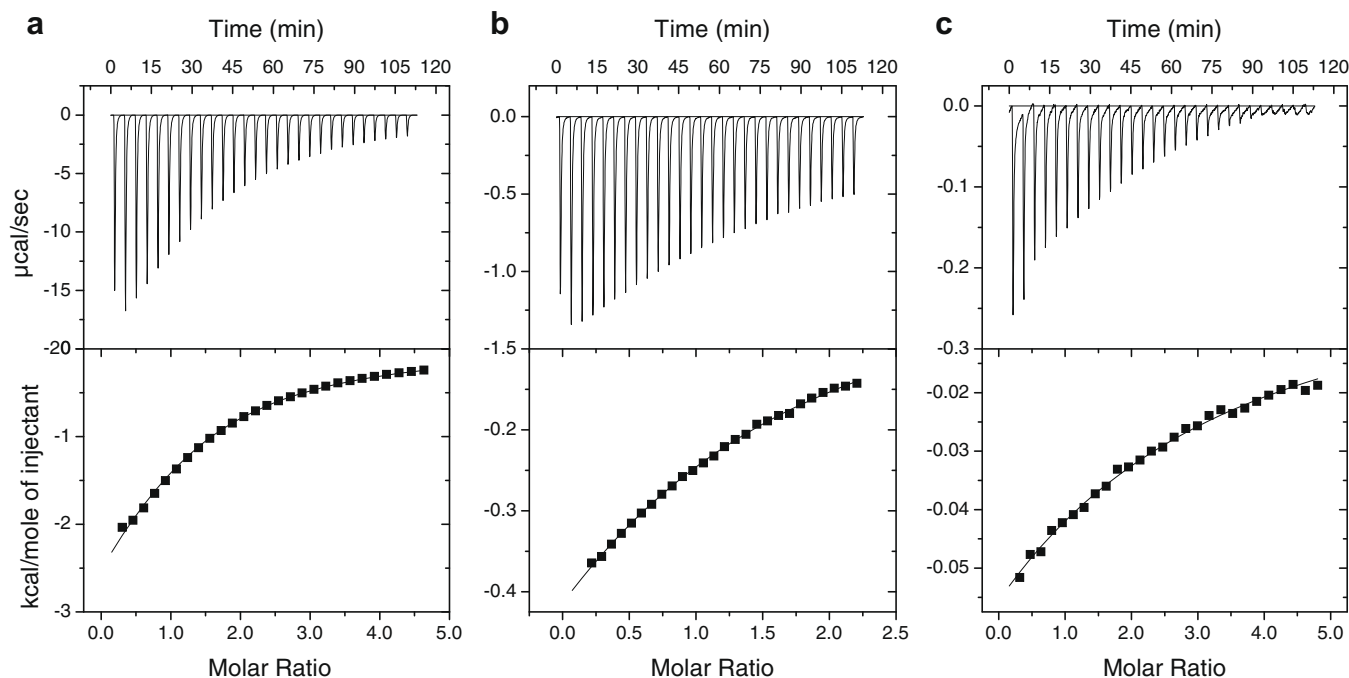 a b c
Time (min) Time (min) Time (min)
0 15 30 45 60 75 90 105 120
0 15 30 45 60 75 90 105 120
0 15 30 45 60 75 90 105 120
0 -5 -10 -15 -20
0.0 -0.5 -1.0 -1.5
0.0 -0.1 -0.2 -0.3
µcal/sec
0 -1 -2 -3
-0.2 -0.3 -0.4
-0.02 -0.03 -0.04 -0.05
kcal/mole of injectant
0.0 1.0 2.0 3.0 4.0 5.0
0.0 0.5 1.0 1.5 2.0 2.5
0.0 1.0 2.0 3.0 4.0 5.0
Molar Ratio Molar Ratio Molar Ratio